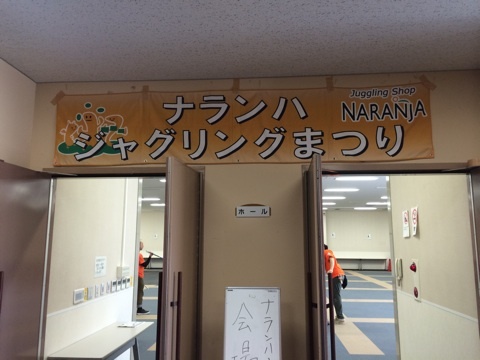 ナランハ
ジャグリングまつり
Juggling Shop
NARANJA
ホール
ナランハ
会場